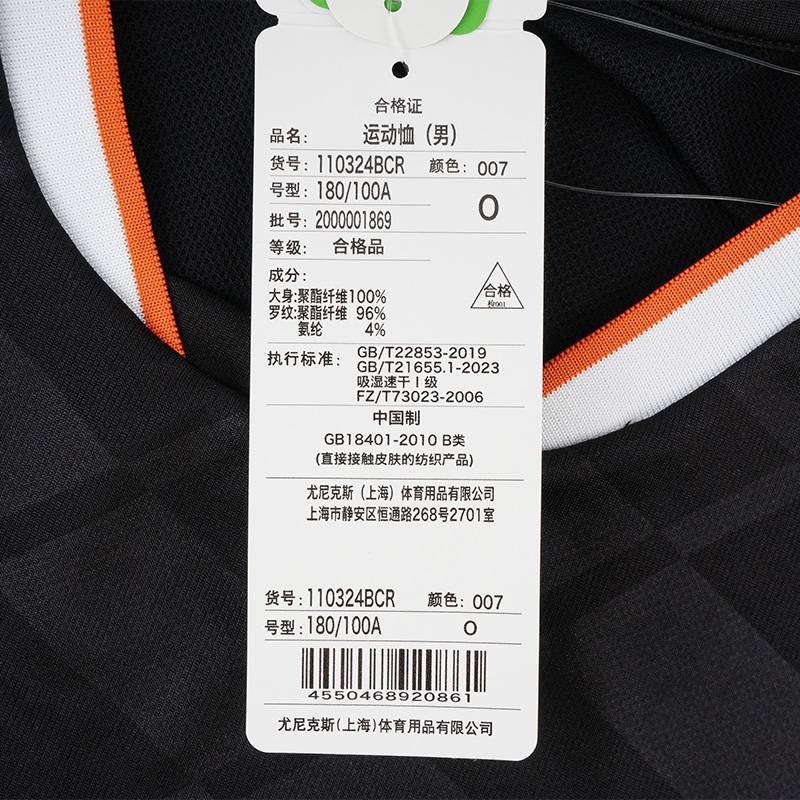 合格证
品名: 运动恤（男）
货号: 110324BCR 颜色: 007
号型: 180/100A O
批号: 2000001869
等级: 合格品
成分:
大身:聚酯纤维100%
罗纹:聚酯纤维 96%
氨纶 4%
合格
检001
执行标准: GB/T22853-2019
GB/T21655.1-2023
吸湿速干Ⅰ级
FZ/T73023-2006
中国制
GB18401-2010 B类
(直接接触皮肤的纺织产品)
尤尼克斯（上海）体育用品有限公司
上海市静安区恒通路268号2701室
货号: 110324BCR 颜色: 007
号型: 180/100A O
4550468920861
尤尼克斯(上海)体育用品有限公司